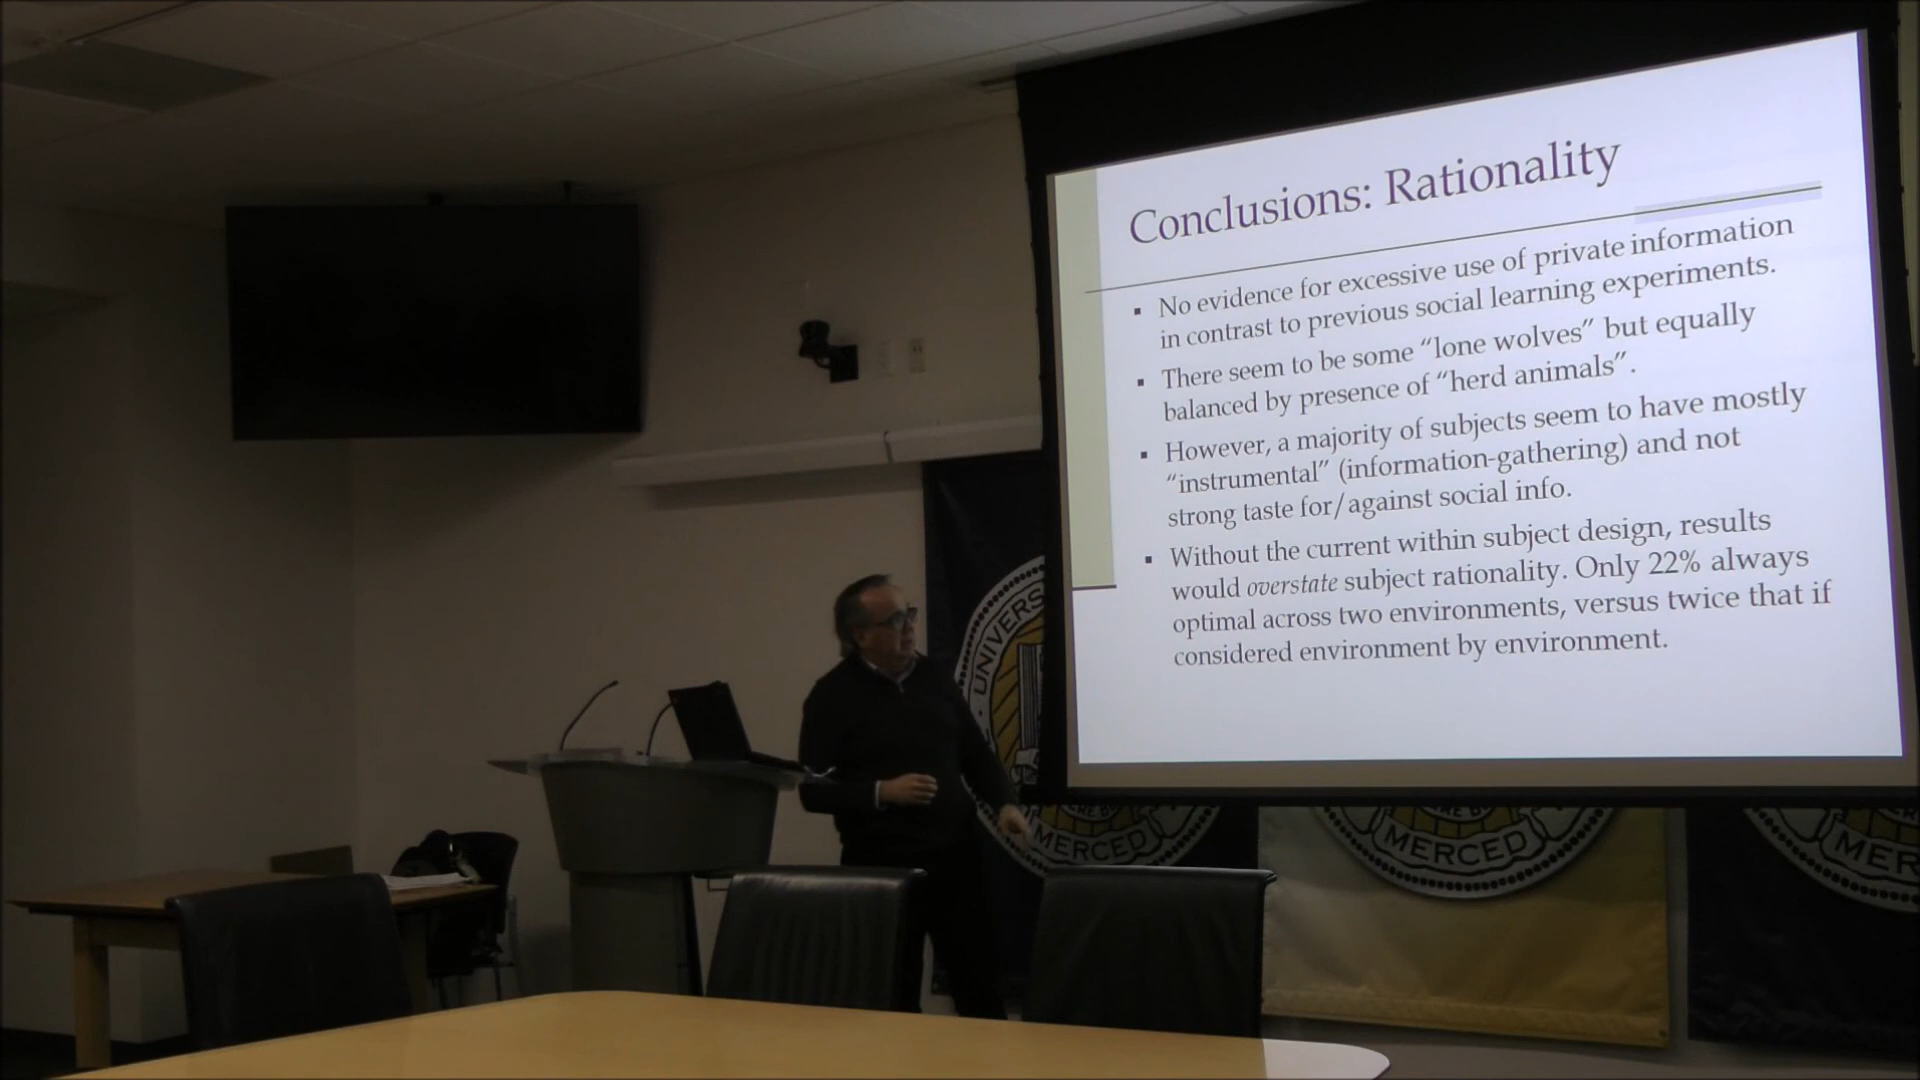 Conclusions: Rationality
▪ No evidence for excessive use of private information
in contrast to previous social learning experiments.
▪ There seem to be some “lone wolves” but equally
balanced by presence of “herd animals”.
▪ However, a majority of subjects seem to have mostly
“instrumental” (information-gathering) and not
strong taste for/against social info.
▪ Without the current within subject design, results
would overstate subject rationality. Only 22% always
optimal across two environments, versus twice that if
considered environment by environment.
UNIVERS
MERCED
MERCED
MER